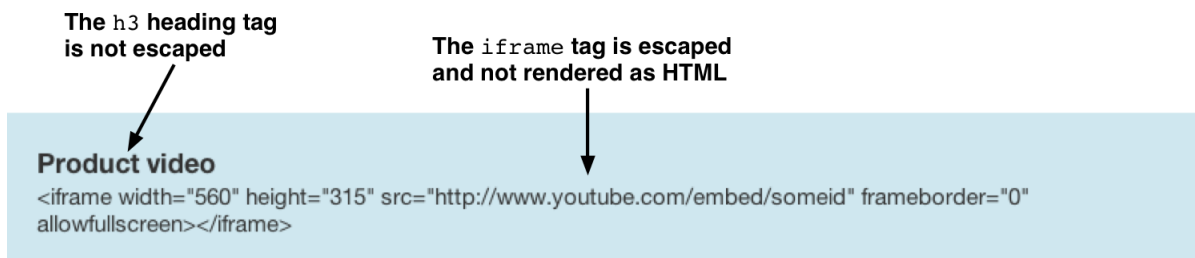 The h3 heading tag
is not escaped
The iframe tag is escaped
and not rendered as HTML
Product video
<iframe width="560" height="315" src="http://www.youtube.com/embed/someid" frameborder="0"
allowfullscreen></iframe>